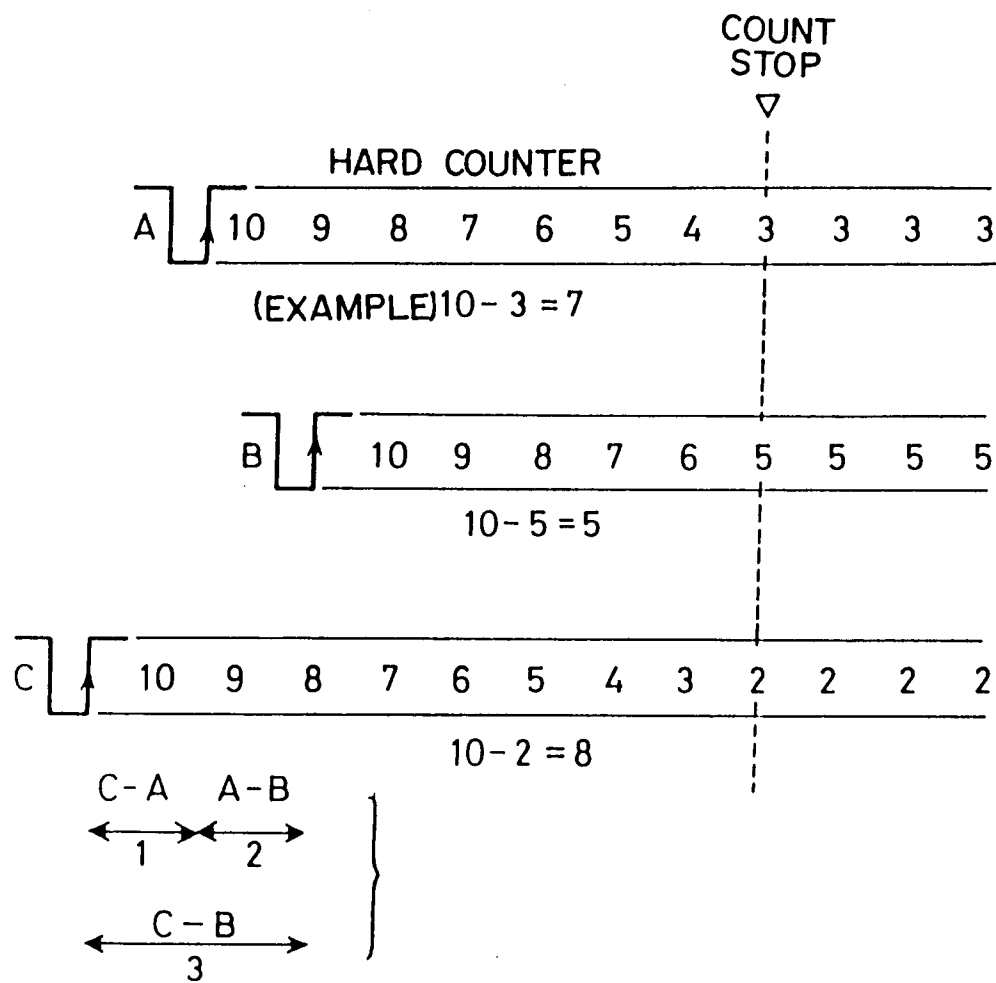 COUNT
STOP
HARD COUNTER
A 10 9 8 7 6 5 4 3 3 3 3
(EXAMPLE) 10-3=7
B 10 9 8 7 6 5 5 5 5
10-5=5
C 10 9 8 7 6 5 4 3 2 2 2 2
10-2=8
C-A A-B
1 2
C-B
3